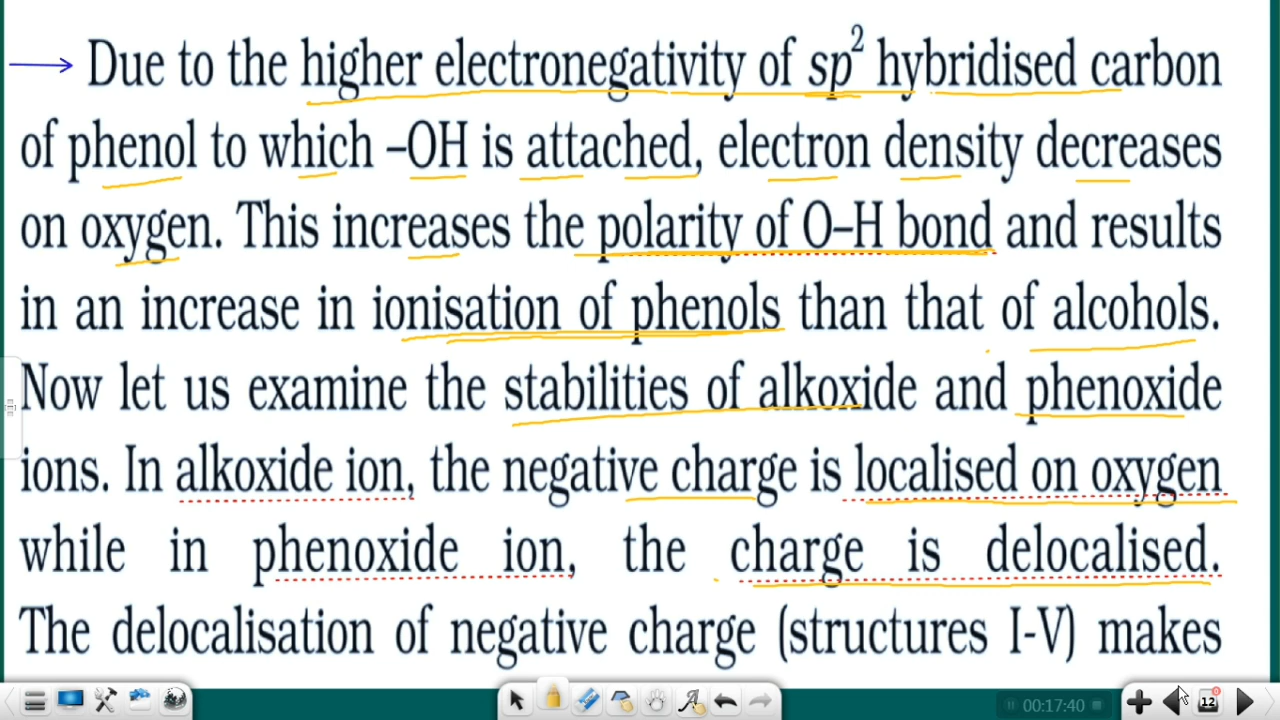 Due to the higher electronegativity of sp² hybridised carbon
of phenol to which –OH is attached, electron density decreases
on oxygen. This increases the polarity of O–H bond and results
in an increase in ionisation of phenols than that of alcohols.
Now let us examine the stabilities of alkoxide and phenoxide
ions. In alkoxide ion, the negative charge is localised on oxygen
while in phenoxide ion, the charge is delocalised.
The delocalisation of negative charge (structures I-V) makes
00:17:40
12